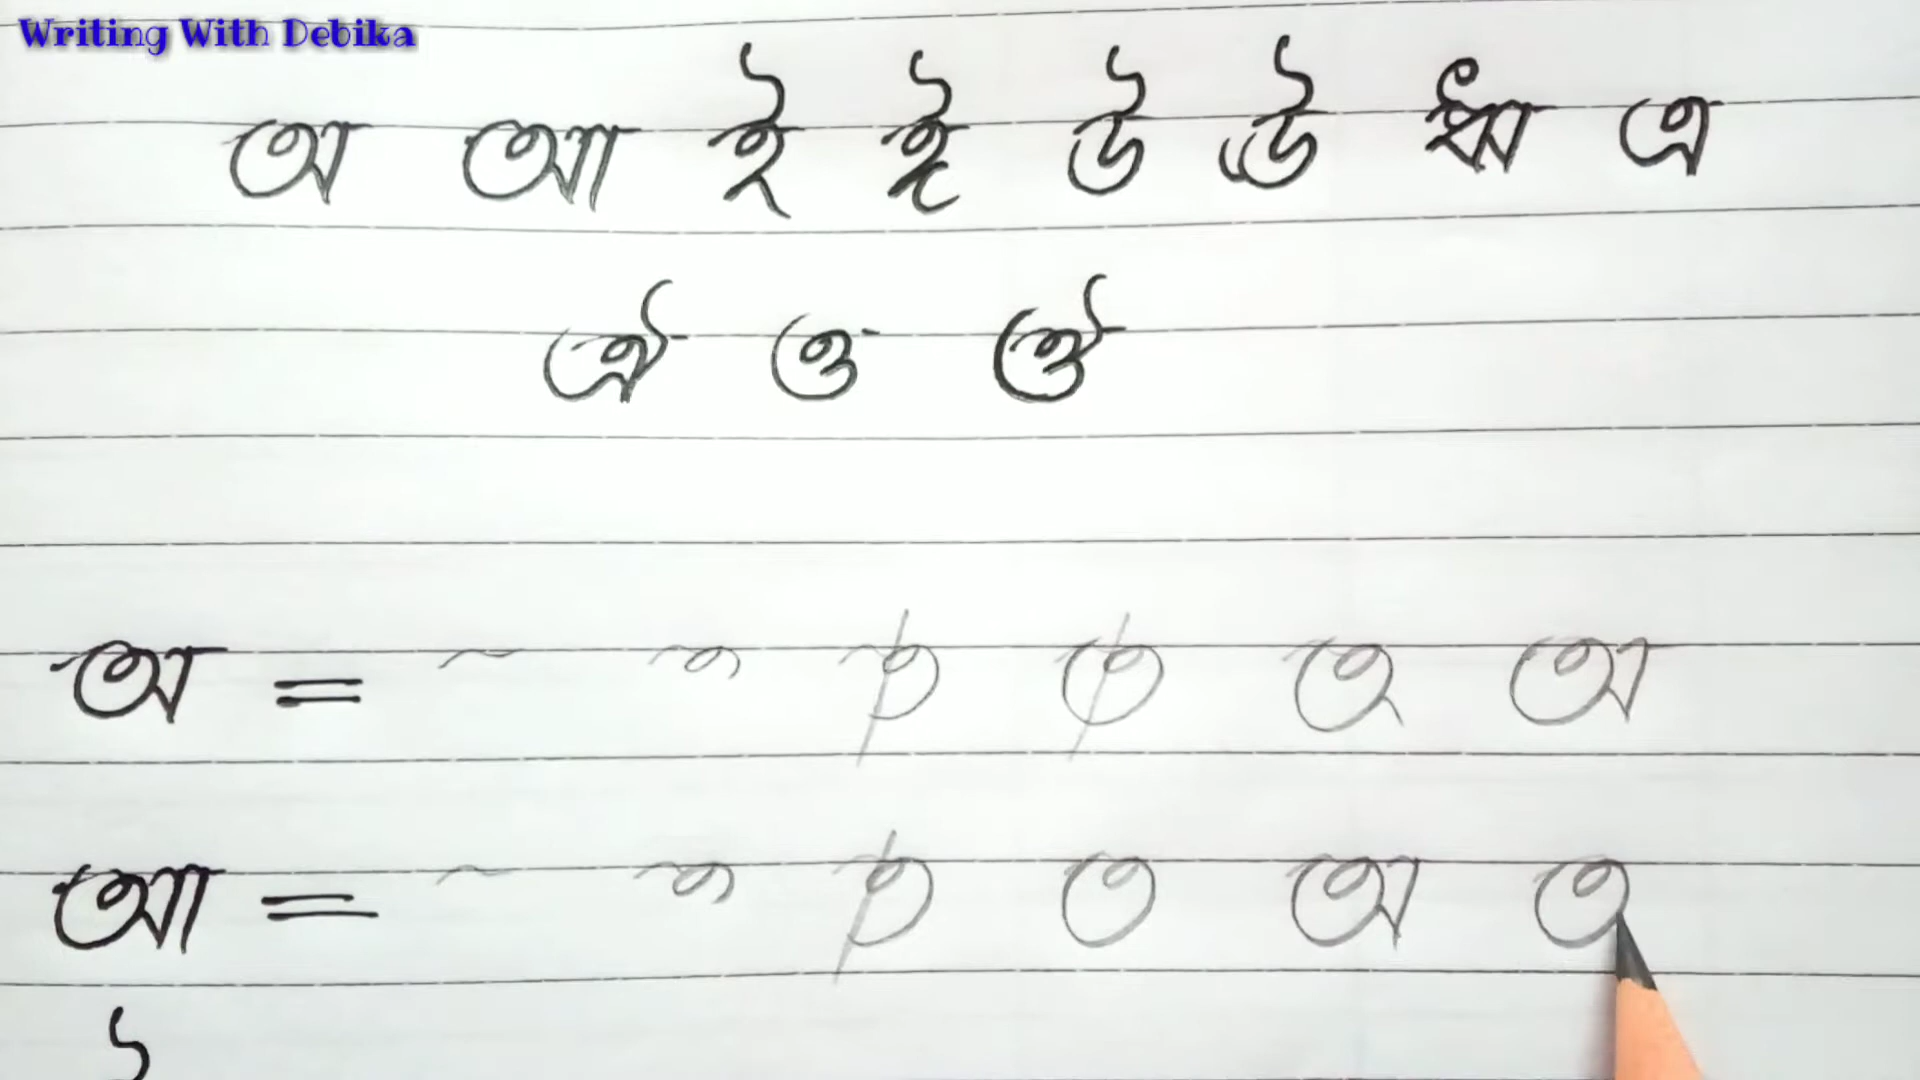 Writing With Debika
অ আ ই ঈ উ ঊ ঋ এ
ঐ ও ঔ
অ = অ
আ = অ